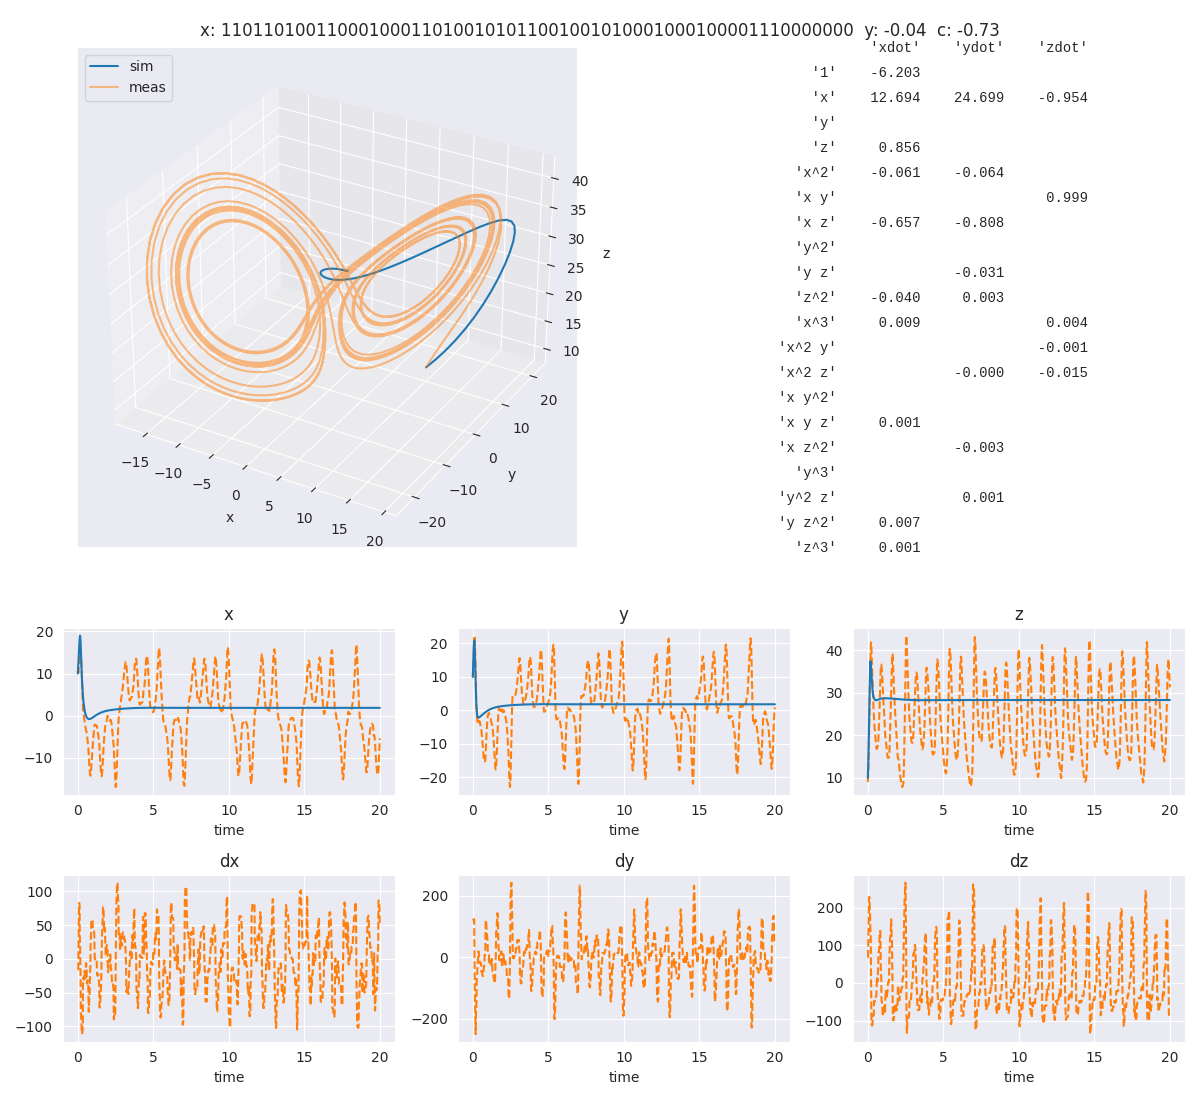 x: 110110100110001000110100101011001001010001000100001110000000  y: -0.04  c: -0.73
sim
meas
x
−15
−10
−5
0
5
10
15
20
y
−20
−10
0
10
20
z
10
15
20
25
30
35
40
'xdot' 'ydot' 'zdot'
'1' -6.203
'x' 12.694 24.699 -0.954
'y'
'z' 0.856
'x^2' -0.061 -0.064
'x y' 0.999
'x z' -0.657 -0.808
'y^2'
'y z' -0.031
'z^2' -0.040 0.003
'x^3' 0.009 0.004
'x^2 y' -0.001
'x^2 z' -0.000 -0.015
'x y^2'
'x y z' 0.001
'x z^2' -0.003
'y^3'
'y^2 z' 0.001
'y z^2' 0.007
'z^3' 0.001
x
20
10
0
−10
0 5 10 15 20
time
y
20
10
0
−10
−20
0 5 10 15 20
time
z
40
30
20
10
0 5 10 15 20
time
dx
100
50
0
−50
−100
0 5 10 15 20
time
dy
200
0
−200
0 5 10 15 20
time
dz
200
100
0
−100
0 5 10 15 20
time